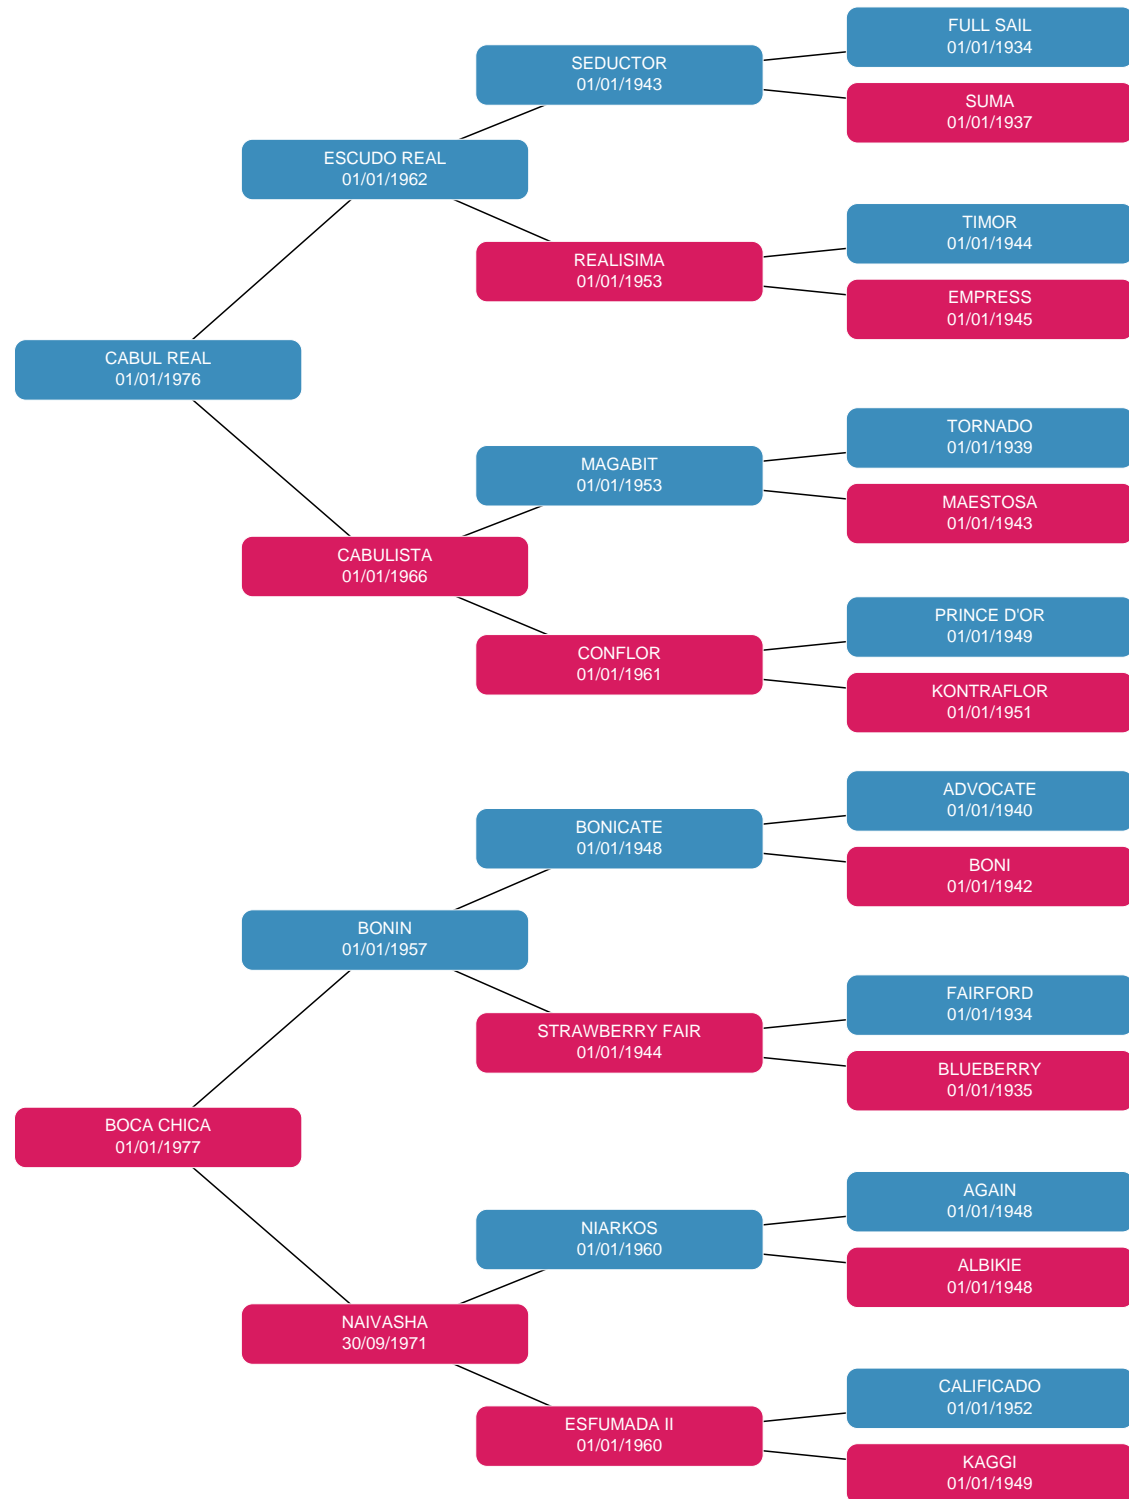 FULL SAIL
01/01/1934
SEDUCTOR
01/01/1943
SUMA
01/01/1937
ESCUDO REAL
01/01/1962
TIMOR
01/01/1944
REALISIMA
01/01/1953
EMPRESS
01/01/1945
CABUL REAL
01/01/1976
TORNADO
01/01/1939
MAGABIT
01/01/1953
MAESTOSA
01/01/1943
CABULISTA
01/01/1966
PRINCE D'OR
01/01/1949
CONFLOR
01/01/1961
KONTRAFLOR
01/01/1951
ADVOCATE
01/01/1940
BONICATE
01/01/1948
BONI
01/01/1942
BONIN
01/01/1957
FAIRFORD
01/01/1934
STRAWBERRY FAIR
01/01/1944
BLUEBERRY
01/01/1935
BOCA CHICA
01/01/1977
AGAIN
01/01/1948
NIARKOS
01/01/1960
ALBIKIE
01/01/1948
NAIVASHA
30/09/1971
CALIFICADO
01/01/1952
ESFUMADA II
01/01/1960
KAGGI
01/01/1949